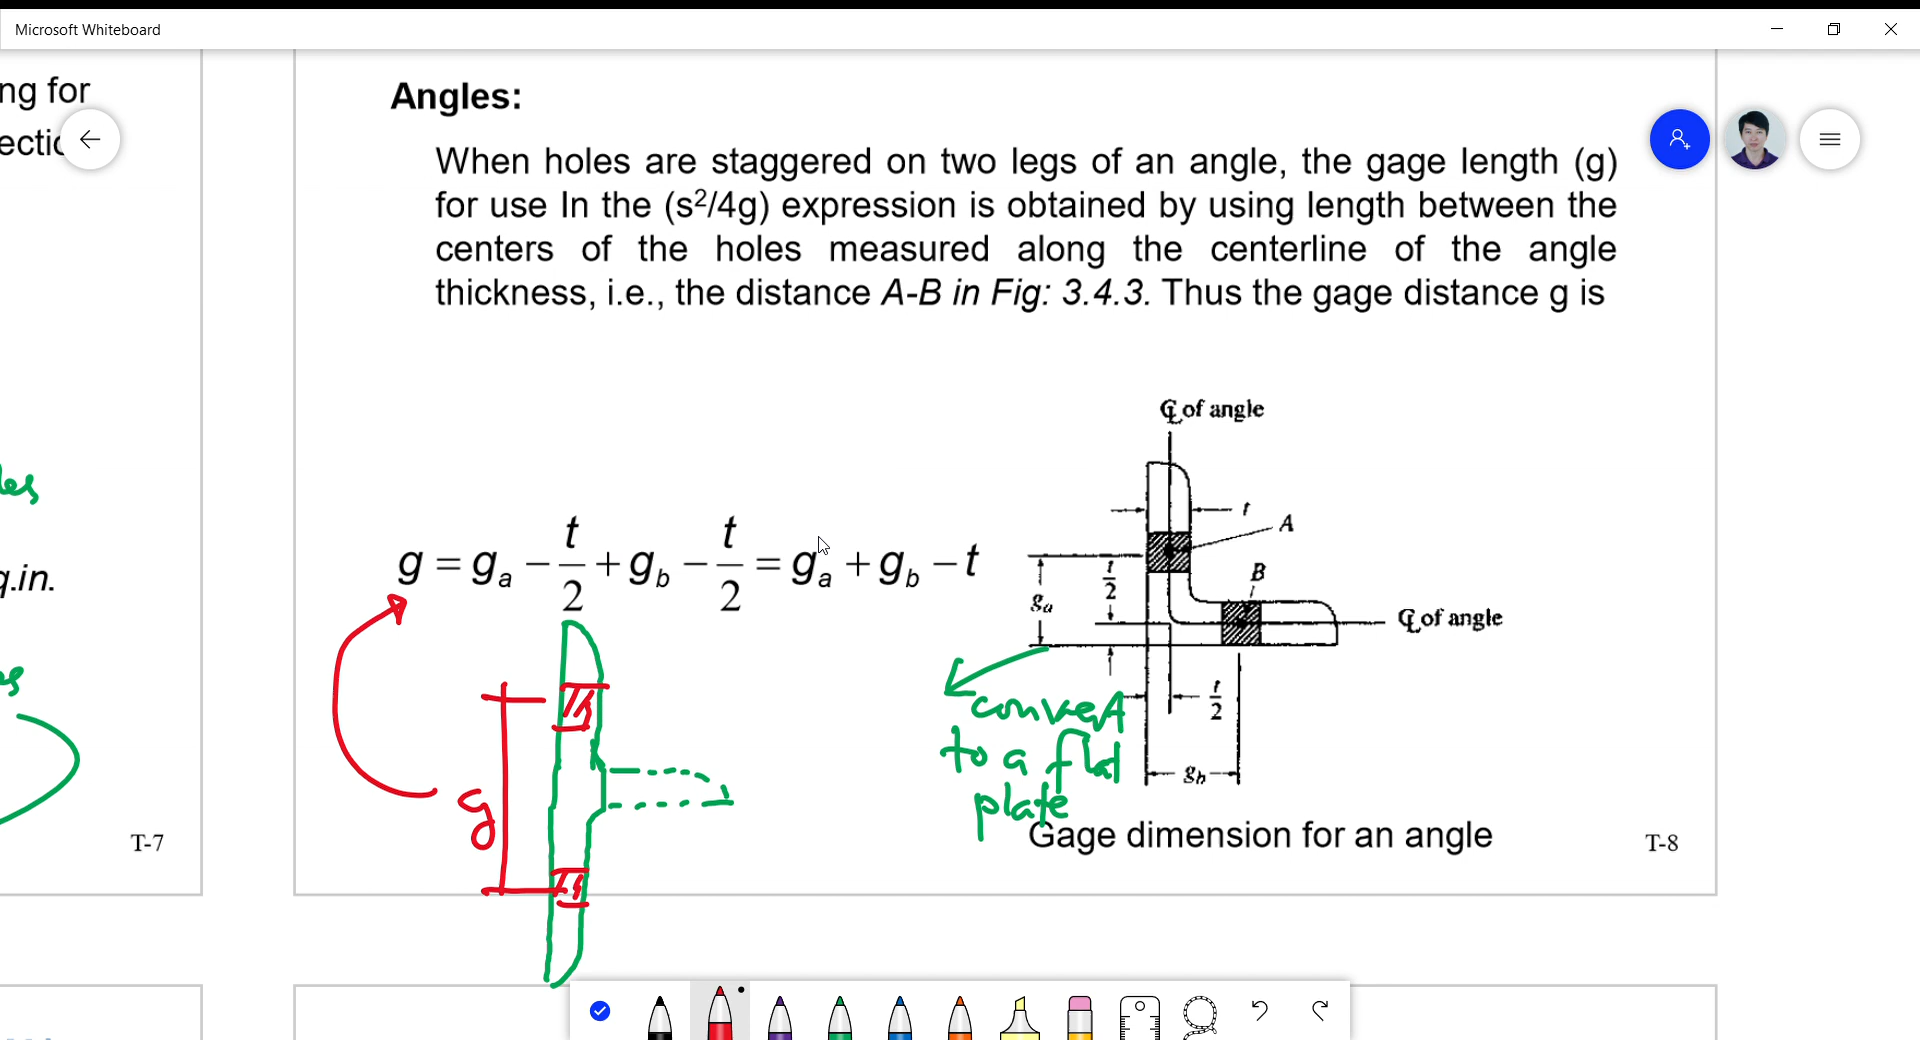 Microsoft Whiteboard
ng for
Angles:
When holes are staggered on two legs of an angle, the gage length (g)
for use In the (s²/4g) expression is obtained by using length between the
centers of the holes measured along the centerline of the angle
thickness, i.e., the distance A-B in Fig: 3.4.3. Thus the gage distance g is
℄ of angle
t
A
g = gₐ − t/2 + g_b − t/2 = gₐ + g_b − t
B
t/2
gₐ
℄ of angle
q.in.
t/2
g_b
convert
to a flat
plate
g
Gage dimension for an angle
T-7
T-8